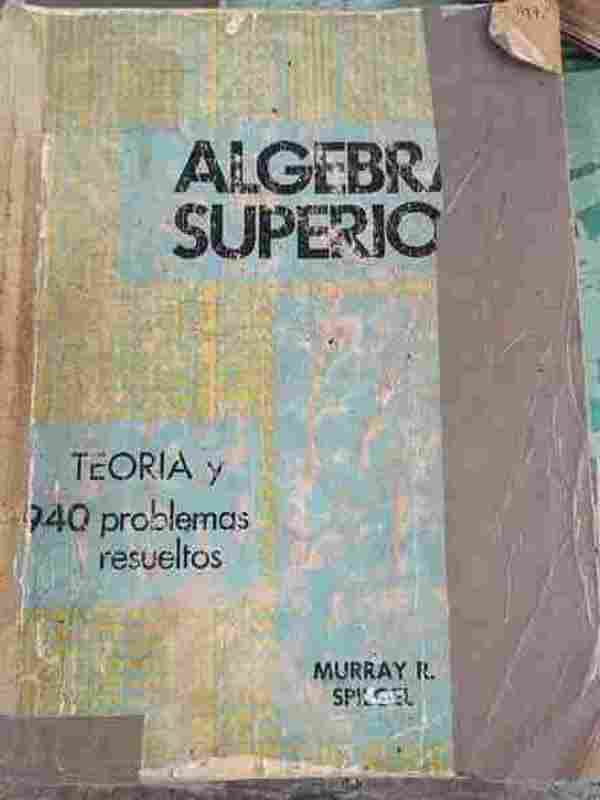 ALGEBRA
SUPERIO
TEORIA y
940 problemas
resueltos
MURRAY R.
SPIEGEL